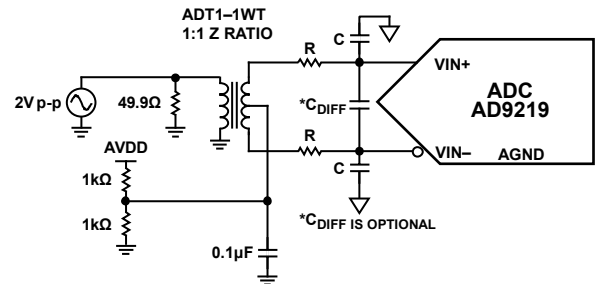 ADT1–1WT
1:1 Z RATIO
2V p-p
49.9Ω
R
C
VIN+
ADC
AD9219
*CDIFF
R
VIN–
AGND
C
AVDD
1kΩ
1kΩ
0.1µF
*CDIFF IS OPTIONAL